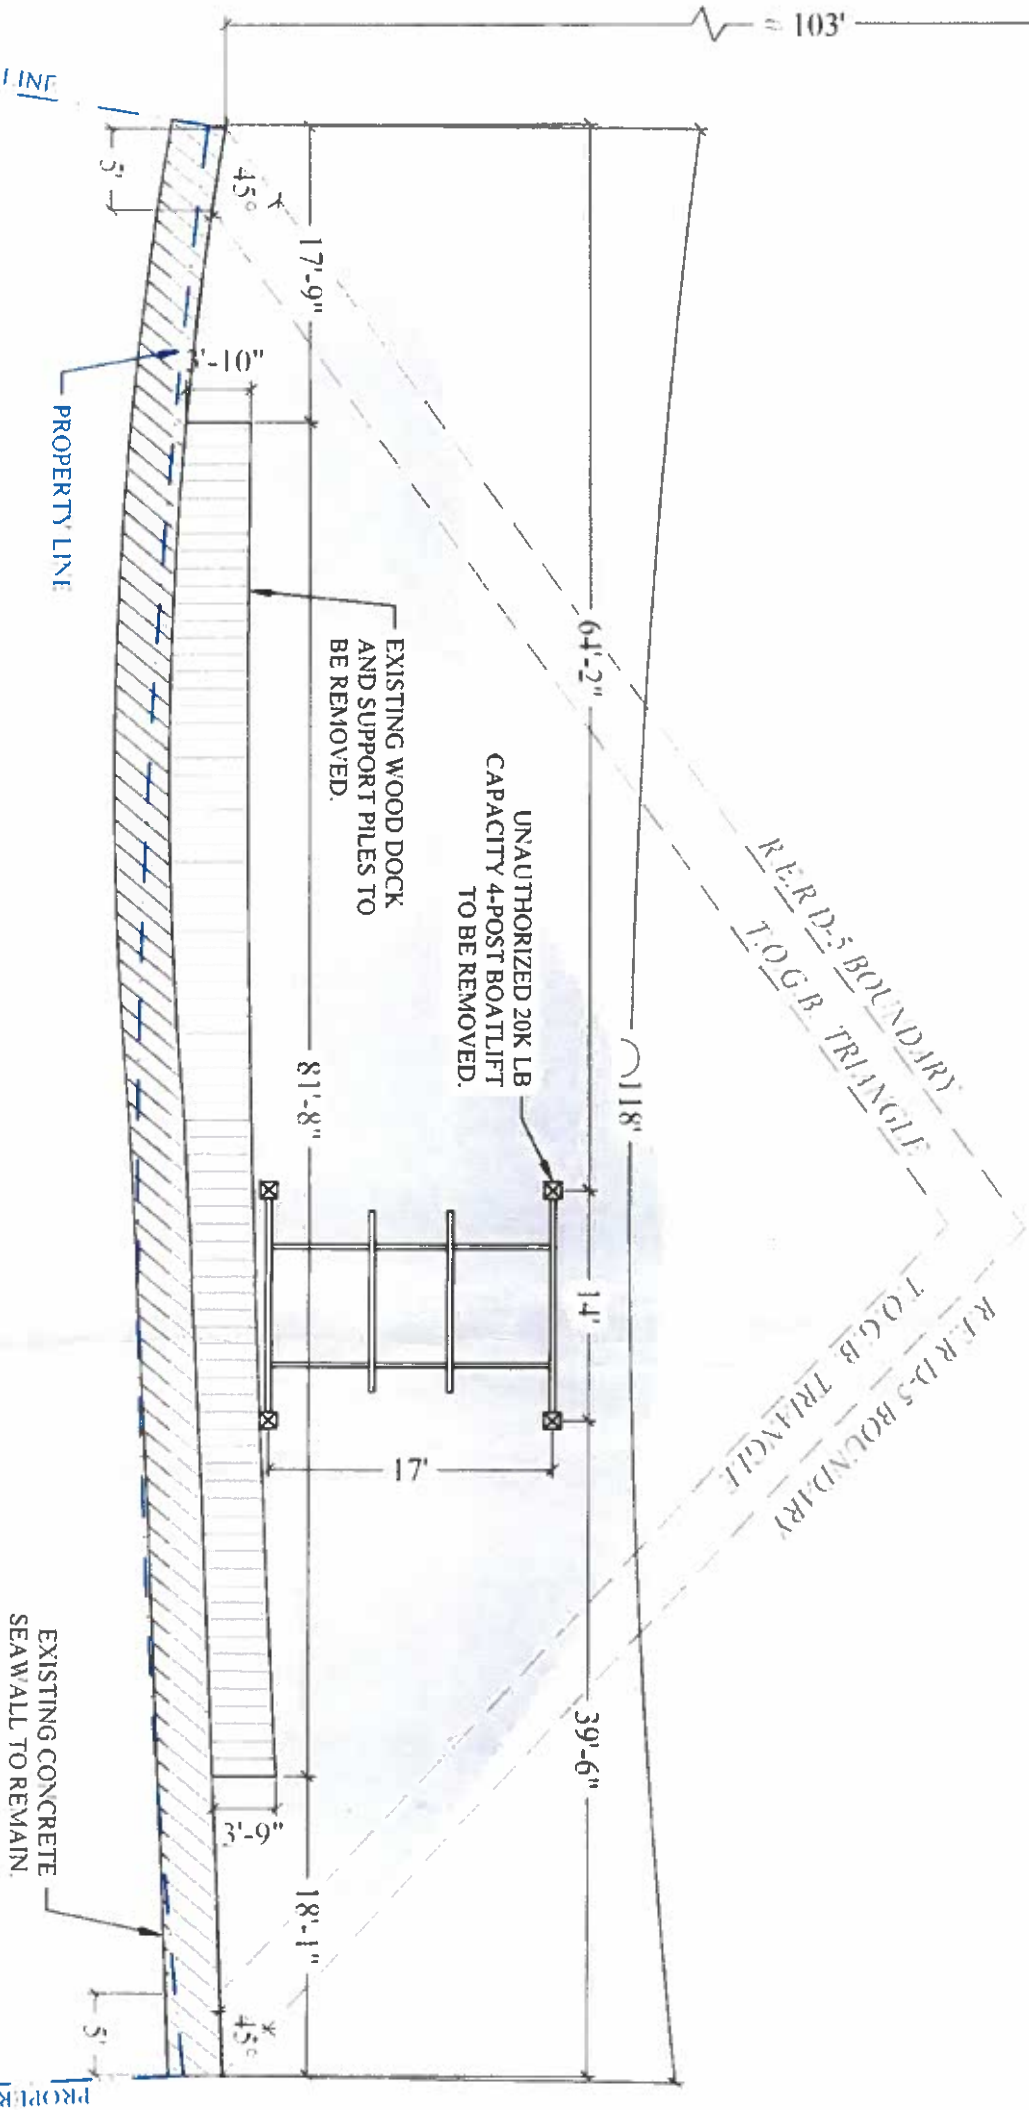 ≈ 103'
LINE
5'
45°
*
17'-9"
3'-10"
PROPERTY LINE
EXISTING WOOD DOCK
AND SUPPORT PILES TO
BE REMOVED.
64'-2"
UNAUTHORIZED 20K LB
CAPACITY 4-POST BOATLIFT
TO BE REMOVED.
R.E.R D-5 BOUNDARY
T.O.G.B. TRIANGLE
118'
81'-8"
14'
17'
T.O.G.B. TRIANGLE
R.E.R D-5 BOUNDARY
39'-6"
3'-9"
18'-1"
EXISTING CONCRETE
SEAWALL TO REMAIN.
45°
*
5'